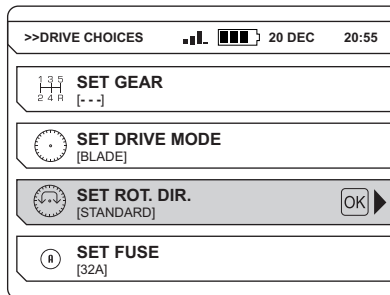 >>DRIVE CHOICES 20 DEC 20:55
1 3 5
2 4 R
SET GEAR
[- - -]
SET DRIVE MODE
[BLADE]
SET ROT. DIR.
[STANDARD]
OK
A
SET FUSE
[32A]